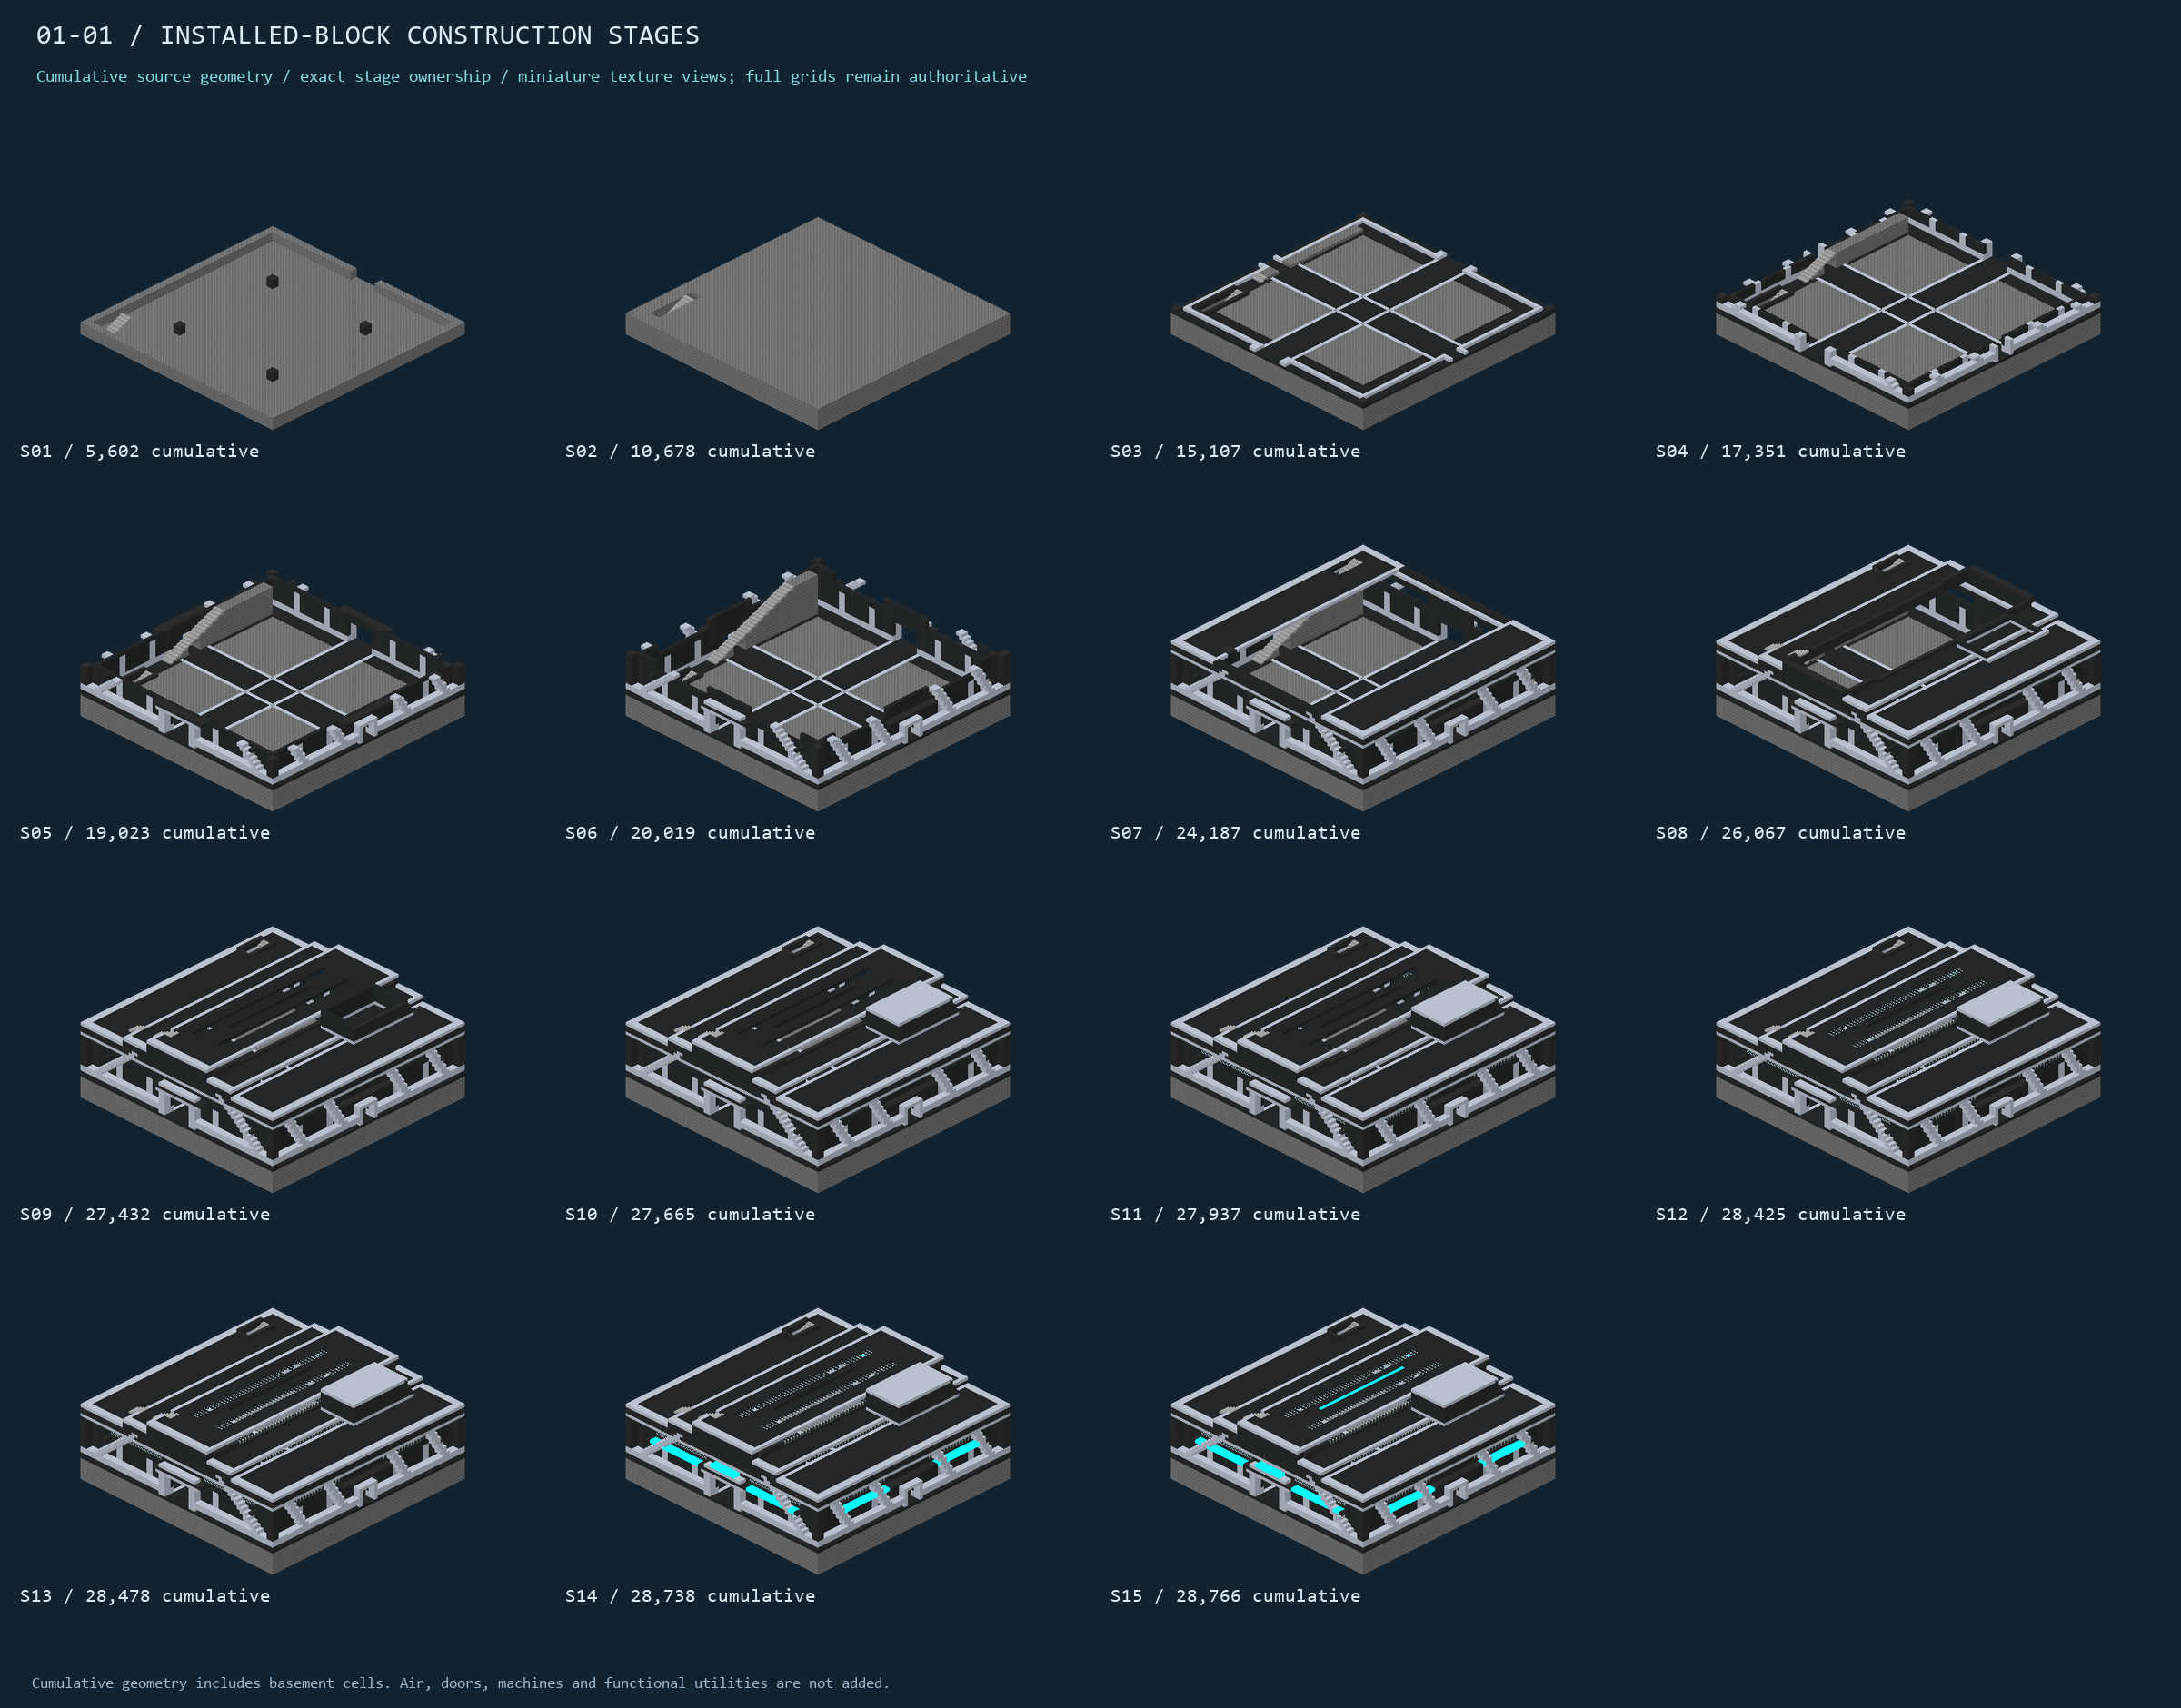 01-01 / INSTALLED-BLOCK CONSTRUCTION STAGES
Cumulative source geometry / exact stage ownership / miniature texture views; full grids remain authoritative
S01 / 5,602 cumulative
S02 / 10,678 cumulative
S03 / 15,107 cumulative
S04 / 17,351 cumulative
S05 / 19,023 cumulative
S06 / 20,019 cumulative
S07 / 24,187 cumulative
S08 / 26,067 cumulative
S09 / 27,432 cumulative
S10 / 27,665 cumulative
S11 / 27,937 cumulative
S12 / 28,425 cumulative
S13 / 28,478 cumulative
S14 / 28,738 cumulative
S15 / 28,766 cumulative
Cumulative geometry includes basement cells. Air, doors, machines and functional utilities are not added.